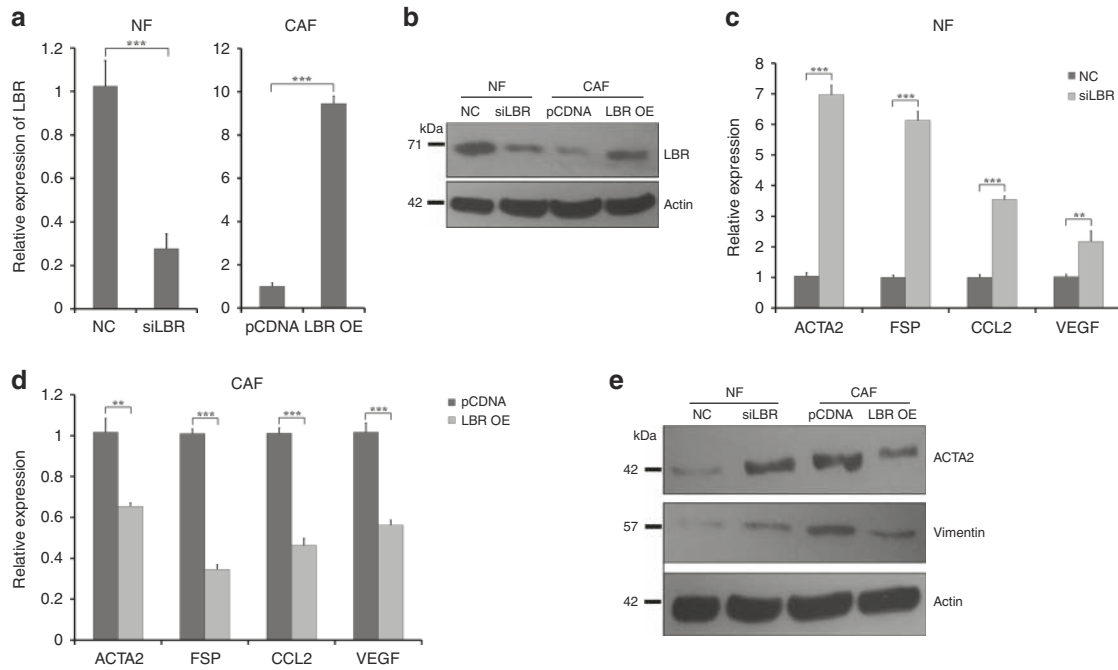 a
NF
CAF
Relative expression of LBR
1.2
1
0.8
0.6
0.4
0.2
0
***
NC
siLBR
12
10
8
6
4
2
0
***
pCDNA
LBR OE
b
NF
CAF
NC
siLBR
pCDNA
LBR OE
kDa
71
LBR
42
Actin
c
NF
Relative expression
8
7
6
5
4
3
2
1
0
***
***
***
**
ACTA2
FSP
CCL2
VEGF
NC
siLBR
d
CAF
Relative expression
1.2
1
0.8
0.6
0.4
0.2
0
**
***
***
***
ACTA2
FSP
CCL2
VEGF
pCDNA
LBR OE
e
NF
CAF
NC
siLBR
pCDNA
LBR OE
kDa
42
ACTA2
57
Vimentin
42
Actin